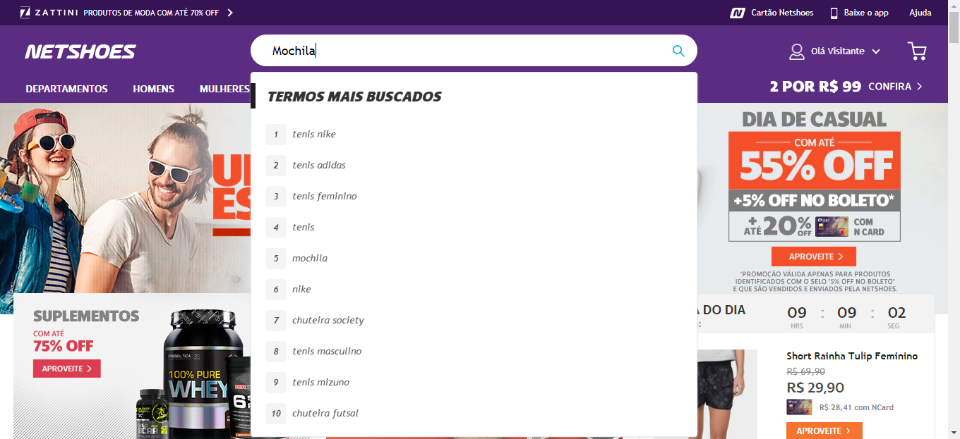 ZATTINI PRODUTOS DE MODA COM ATÉ 70% OFF
Cartão Netshoes
Baixe o app
Ajuda
NETSHOES
Mochila
Olá Visitante
DEPARTAMENTOS
HOMENS
MULHERES
2 POR R$ 99 CONFIRA
TERMOS MAIS BUSCADOS
1 tenis nike
2 tenis adidas
3 tenis feminino
4 tenis
5 mochila
6 nike
7 chuteira society
8 tenis masculino
9 tenis mizuno
10 chuteira futsal
DIA DE CASUAL
COM ATÉ
55% OFF
+5% OFF NO BOLETO*
+ ATÉ 20% OFF COM N CARD
APROVEITE
*PROMOÇÃO VÁLIDA APENAS PARA PRODUTOS
IDENTIFICADOS COM O SELO '5% OFF NO BOLETO'
E QUE SÃO VENDIDOS E ENVIADOS PELA NETSHOES.
SUPLEMENTOS
COM ATÉ
75% OFF
APROVEITE
100% PURE
WHEY
DO DIA
09 : 09 : 02
HRS MIN SEG
Short Rainha Tulip Feminino
R$ 69,90
R$ 29,90
R$ 28,41 com NCard
APROVEITE